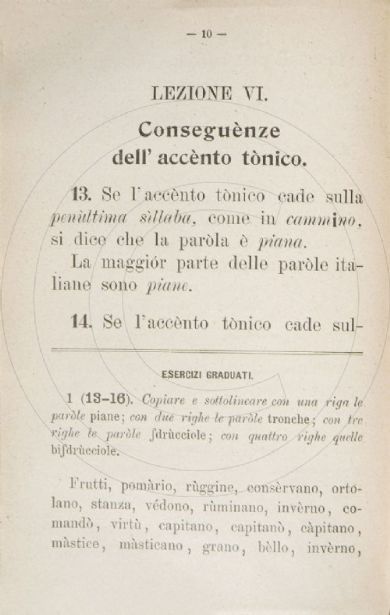 — 10 —
LEZIONE VI.
Conseguènze
dell' accènto tònico.
13. Se l'accènto tònico cade sulla
penùltima sìllaba, come in cammino,
si dice che la paròla è piana.
La maggiór parte delle paròle ita-
liane sono piane.
14. Se l'accènto tònico cade sul-
ESERCIZI GRADUATI.
1 (13-16). Copiare e sottolineare con una riga le
paròle piane; con due righe le paròle tronche; con tre
righe le paròle ſdrùcciole; con quattro righe quelle
biſdrùcciole.
Frutti, pomàrio, rùggine, consèrvano, orto-
lano, stanza, védono, rùminano, invèrno, co-
mandò, virtù, capitano, capitanò, càpitano,
màstice, màsticano, grano, bèllo, invèrno,